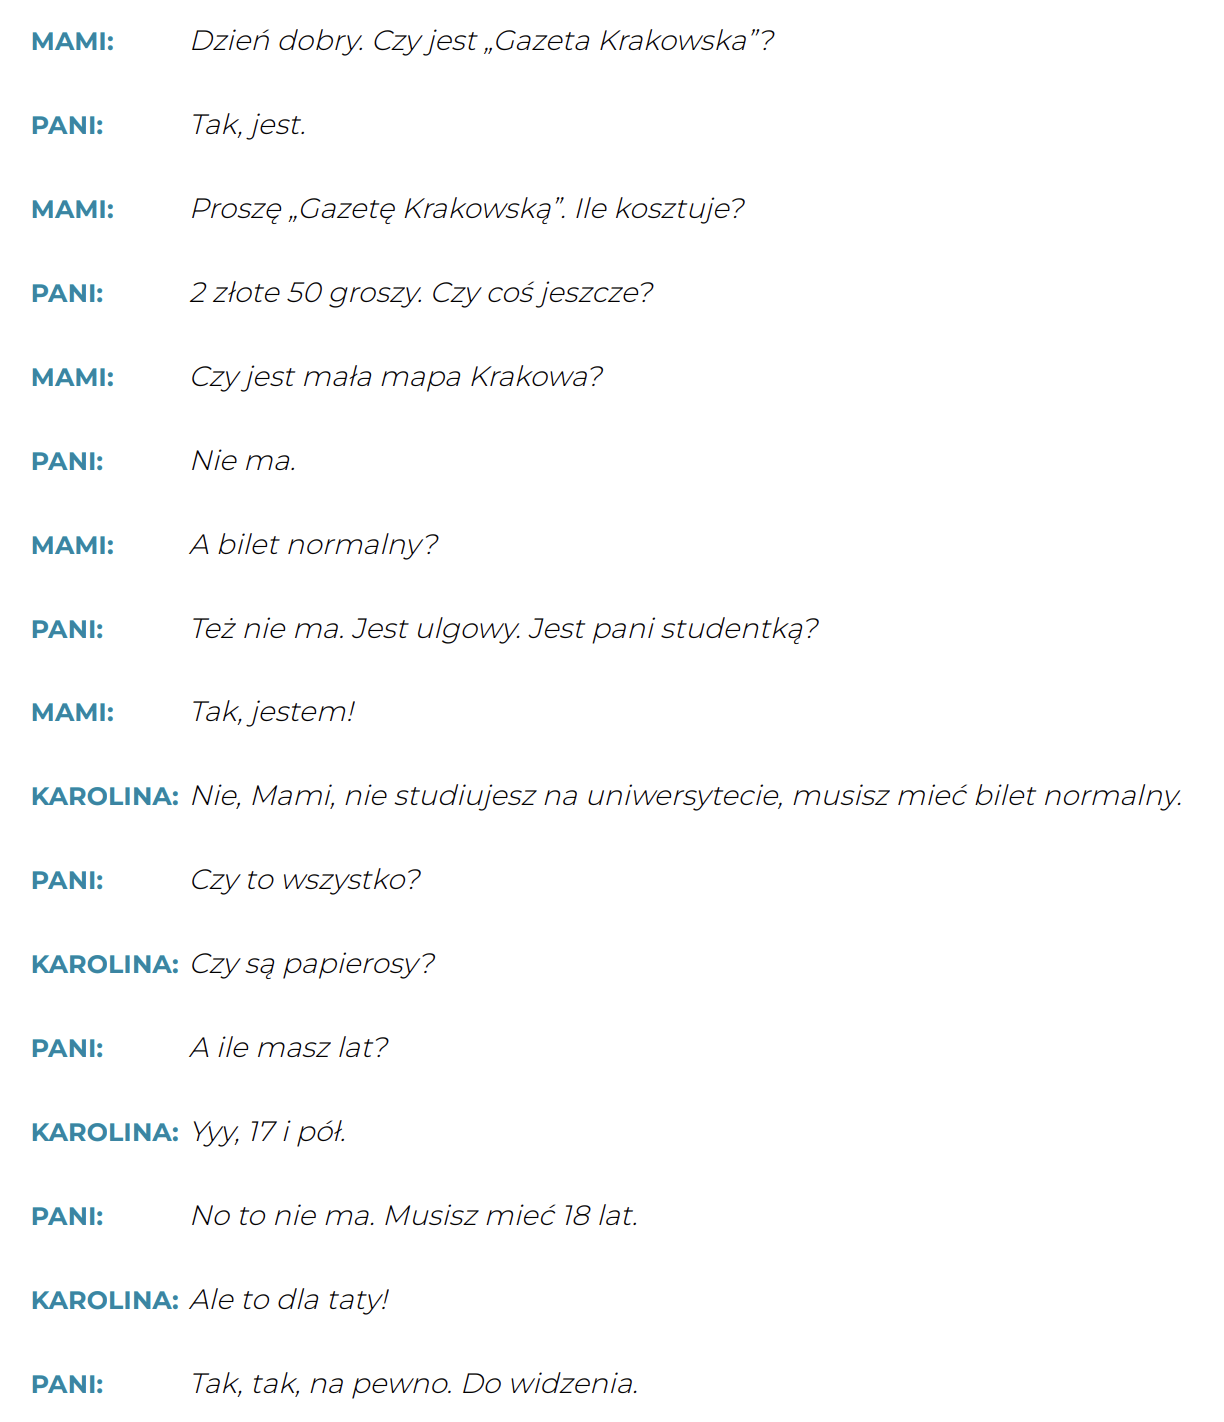 MAMI: Dzień dobry. Czy jest „Gazeta Krakowska”?
PANI: Tak, jest.
MAMI: Proszę „Gazetę Krakowską”. Ile kosztuje?
PANI: 2 złote 50 groszy. Czy coś jeszcze?
MAMI: Czy jest mała mapa Krakowa?
PANI: Nie ma.
MAMI: A bilet normalny?
PANI: Też nie ma. Jest ulgowy. Jest pani studentką?
MAMI: Tak, jestem!
KAROLINA: Nie, Mami, nie studiujesz na uniwersytecie, musisz mieć bilet normalny.
PANI: Czy to wszystko?
KAROLINA: Czy są papierosy?
PANI: A ile masz lat?
KAROLINA: Yyy, 17 i pół.
PANI: No to nie ma. Musisz mieć 18 lat.
KAROLINA: Ale to dla taty!
PANI: Tak, tak, na pewno. Do widzenia.